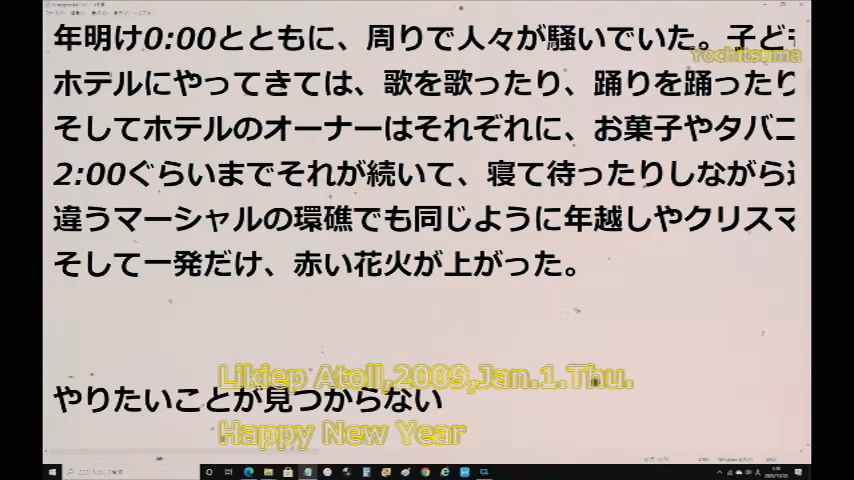 年明け0:00とともに、周りで人々が騒いでいた。子ども
Yochitsuma
ホテルにやってきては、歌を歌ったり、踊りを踊ったり
そしてホテルのオーナーはそれぞれに、お菓子やタバコ
2:00ぐらいまでそれが続いて、寝て待ったりしながら
違うマーシャルの環礁でも同じように年越しやクリスマ
そして一発だけ、赤い花火が上がった。
Likiep Atoll,2009,Jan.1.Thu.
やりたいことが見つからない
Happy New Year